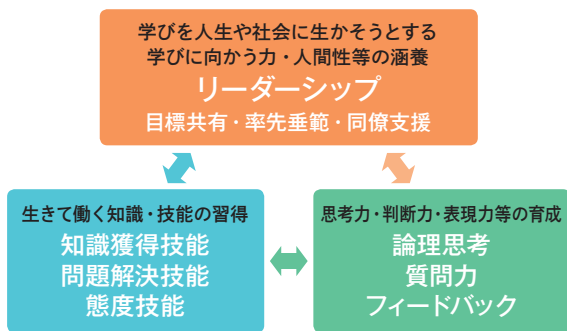 学びを人生や社会に生かそうとする
学びに向かう力・人間性等の涵養
リーダーシップ
目標共有・率先垂範・同僚支援
生きて働く知識・技能の習得
知識獲得技能
問題解決技能
態度技能
思考力・判断力・表現力等の育成
論理思考
質問力
フィードバック